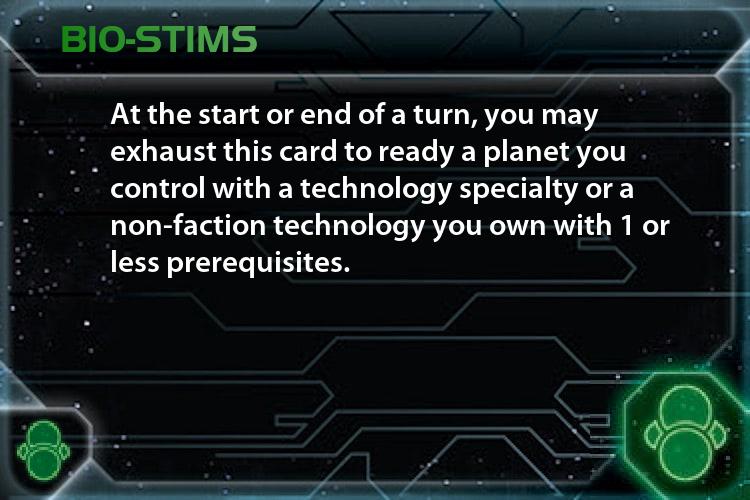 BIO-STIMS
At the start or end of a turn, you may
exhaust this card to ready a planet you
control with a technology specialty or a
non-faction technology you own with 1 or
less prerequisites.